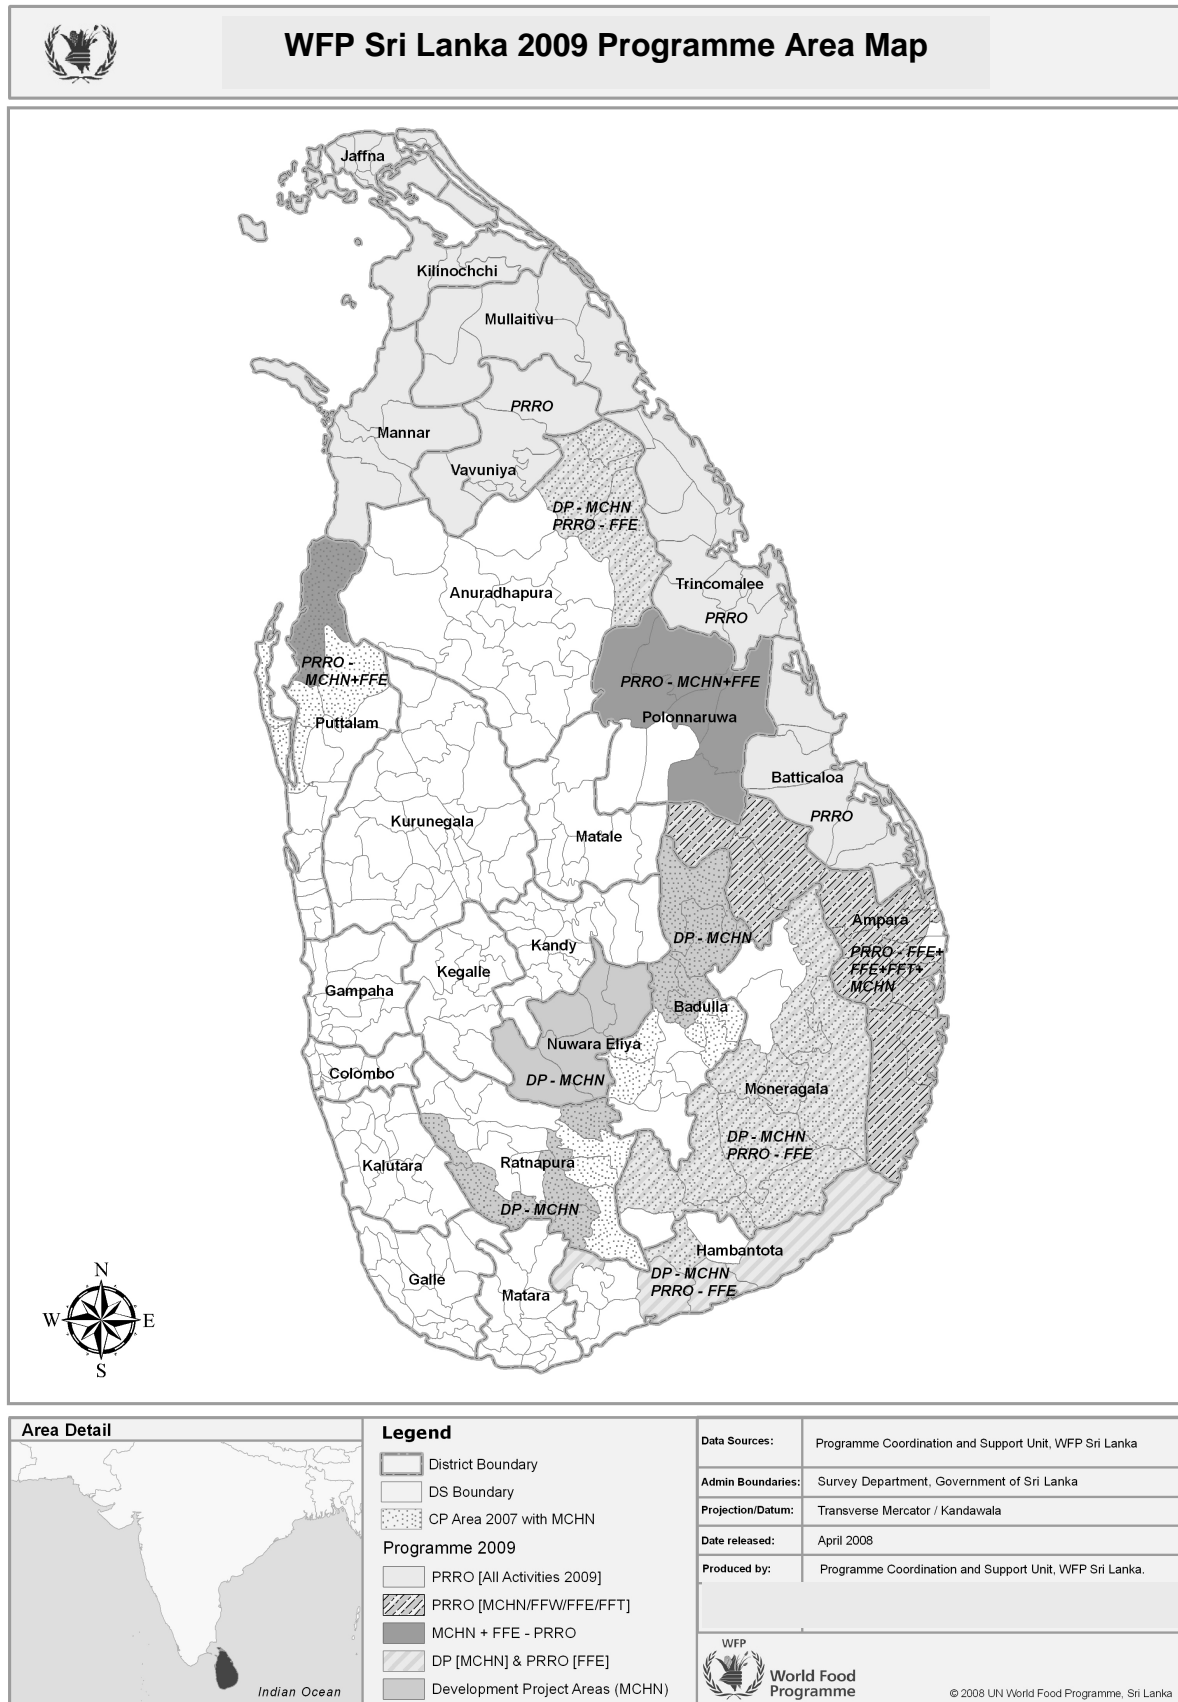 WFP Sri Lanka 2009 Programme Area Map
Jaffna
Kilinochchi
Mullaitivu
PRRO
Mannar
Vavuniya
DP - MCHN
PRRO - FFE
Trincomalee
PRRO
Anuradhapura
PRRO -
MCHN+FFE
Puttalam
PRRO - MCHN+FFE
Polonnaruwa
Batticaloa
PRRO
Kurunegala
Matale
Ampara
PRRO - FFE+
FFE+FFT+
MCHN
DP - MCHN
Kandy
Kegalle
Gampaha
Badulla
Nuwara Eliya
DP - MCHN
Colombo
Moneragala
DP - MCHN
PRRO - FFE
Kalutara
Ratnapura
DP - MCHN
Hambantota
DP - MCHN
PRRO - FFE
Galle
Matara
N
W
E
S
Area Detail
Indian Ocean
Legend
District Boundary
DS Boundary
CP Area 2007 with MCHN
Programme 2009
PRRO [All Activities 2009]
PRRO [MCHN/FFW/FFE/FFT]
MCHN + FFE - PRRO
DP [MCHN] & PRRO [FFE]
Development Project Areas (MCHN)
Data Sources: Programme Coordination and Support Unit, WFP Sri Lanka
Admin Boundaries: Survey Department, Government of Sri Lanka
Projection/Datum: Transverse Mercator / Kandawala
Date released: April 2008
Produced by: Programme Coordination and Support Unit, WFP Sri Lanka.
WFP
World Food
Programme
© 2008 UN World Food Programme, Sri Lanka